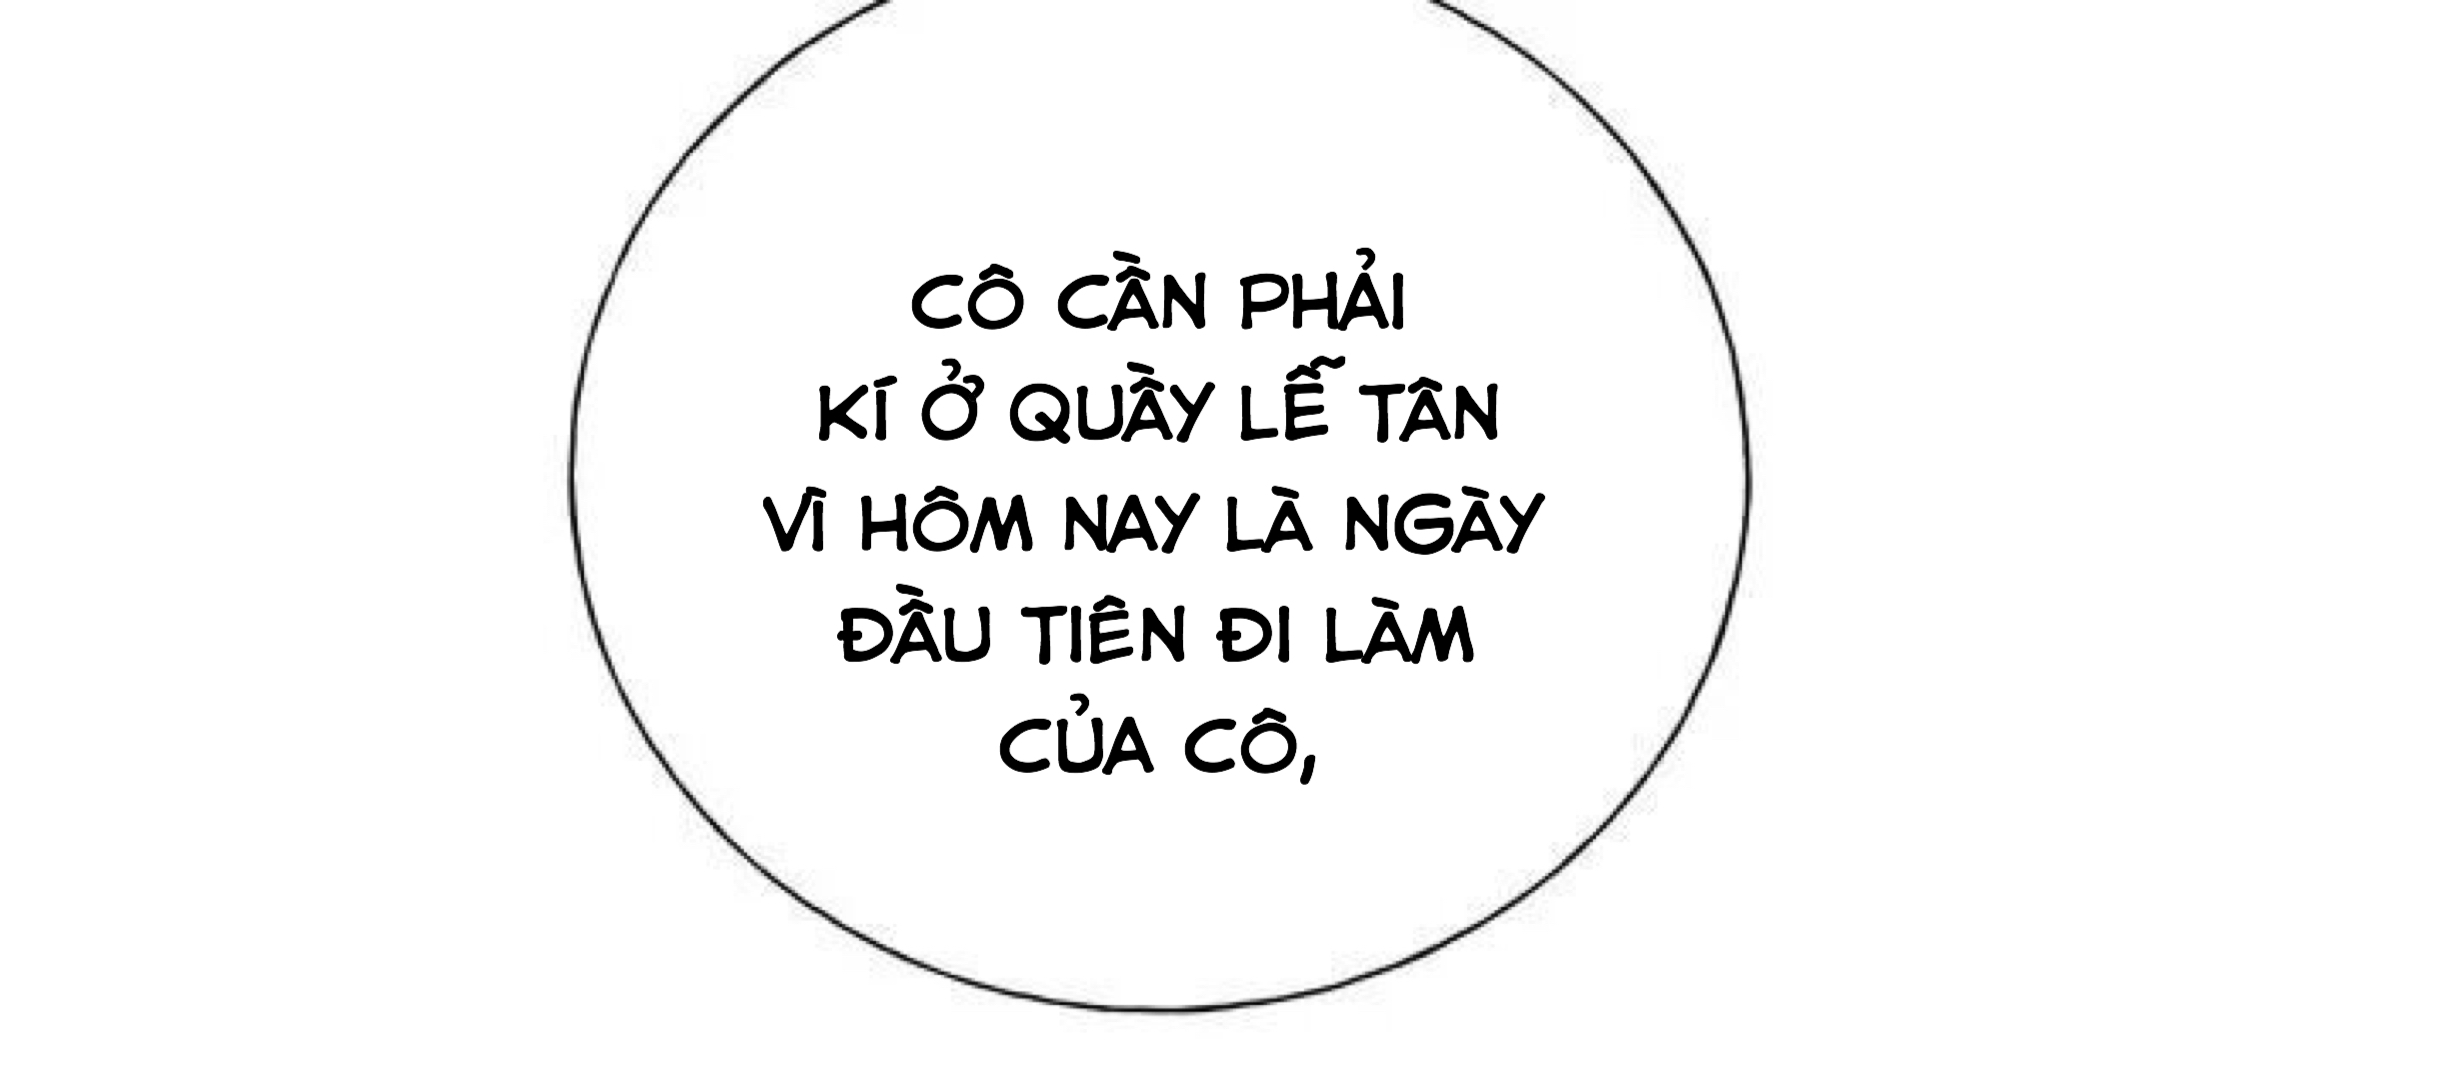 CÔ CẦN PHẢI
KÍ Ở QUẦY LỄ TÂN
VÌ HÔM NAY LÀ NGÀY
ĐẦU TIÊN ĐI LÀM
CỦA CÔ,